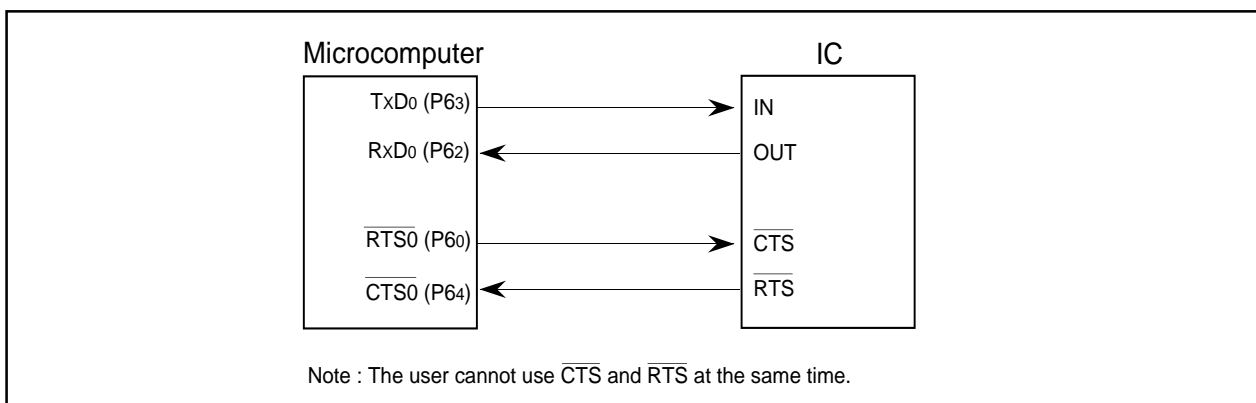 Microcomputer IC
TxD0 (P63) IN
RxD0 (P62) OUT
RTS0 (P60) CTS
CTS0 (P64) RTS
Note : The user cannot use CTS and RTS at the same time.